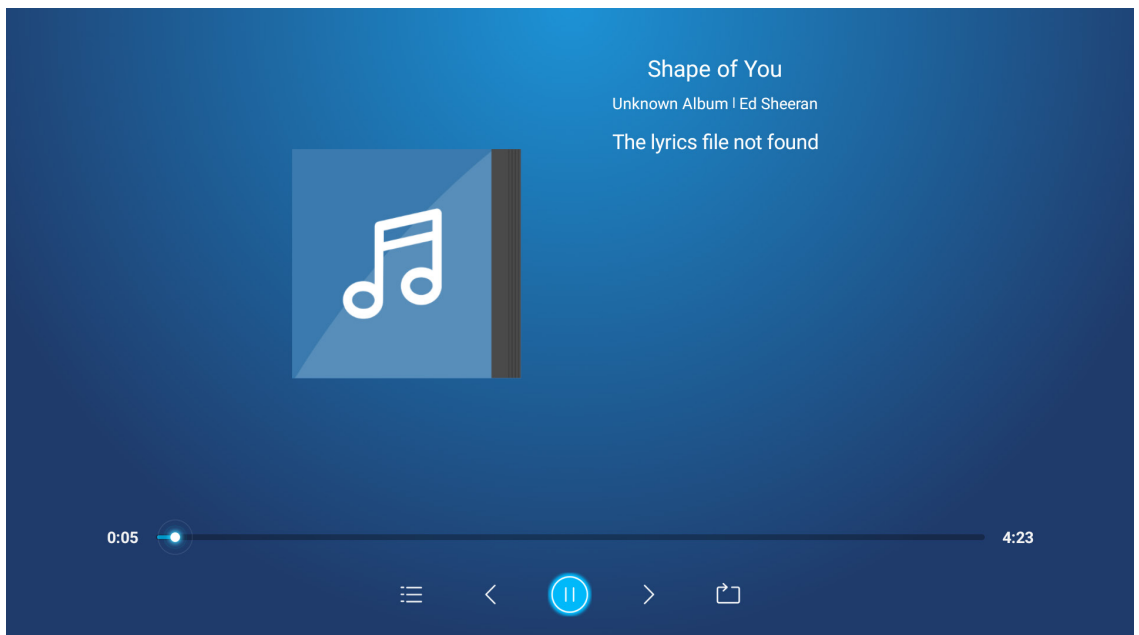 Shape of You
Unknown Album | Ed Sheeran
The lyrics file not found
0:05
4:23